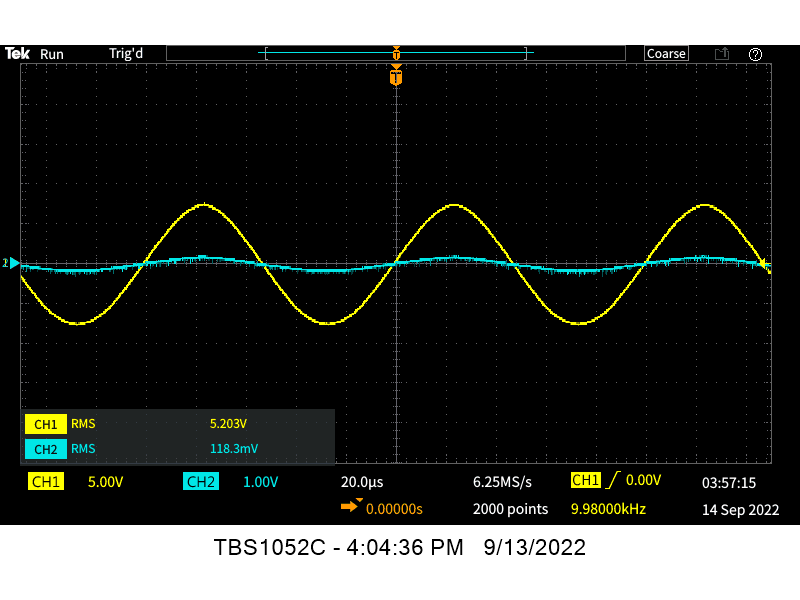 Tek Run Trig'd Coarse ?
T
T
2
CH1 RMS 5.203V
CH2 RMS 118.3mV
CH1 5.00V CH2 1.00V 20.0µs 6.25MS/s CH1 0.00V 03:57:15
0.00000s 2000 points 9.98000kHz 14 Sep 2022
TBS1052C - 4:04:36 PM 9/13/2022